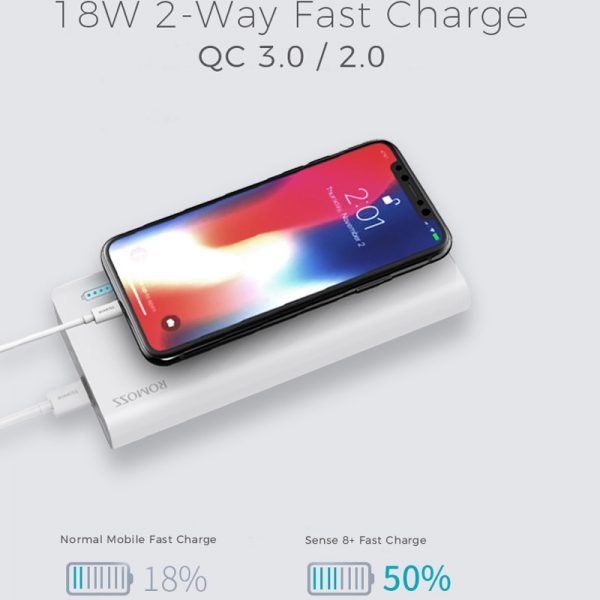 18W 2-Way Fast Charge
QC 3.0 / 2.0
2:01
Thursday, November 2
ROMOSS
Normal Mobile Fast Charge
Sense 8+ Fast Charge
18%
50%